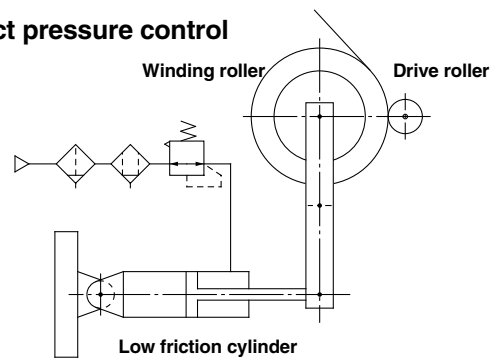 ct pressure control
Winding roller
Drive roller
Low friction cylinder